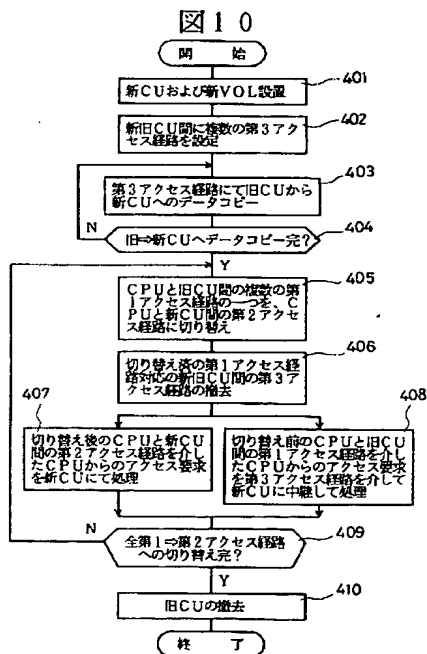 図１０
開 始
401
新ＣＵおよび新ＶＯＬ設置
402
新旧ＣＵ間に複数の第３アク
セス経路を設定
403
第３アクセス経路にて旧ＣＵから
新ＣＵへのデータコピー
404
N
旧⇒新ＣＵへデータコピー完？
Y
405
ＣＰＵと旧ＣＵ間の複数の第
１アクセス経路の一つを、Ｃ
ＰＵと新ＣＵ間の第２アクセ
ス経路に切り替え
406
切り替え済の第１アクセス経
路対応の新旧ＣＵ間の第３ア
クセス経路の撤去
407
切り替え後のＣＰＵと新ＣＵ
間の第２アクセス経路を介し
たＣＰＵからのアクセス要求
を新ＣＵにて処理
408
切り替え前のＣＰＵと旧ＣＵ
間の第１アクセス経路を介し
たＣＰＵからのアクセス要求
を第３アクセス経路を介して
新ＣＵに中継して処理
409
N
全第１⇒第２アクセス経路
への切り替え完？
Y
410
旧ＣＵの撤去
終 了